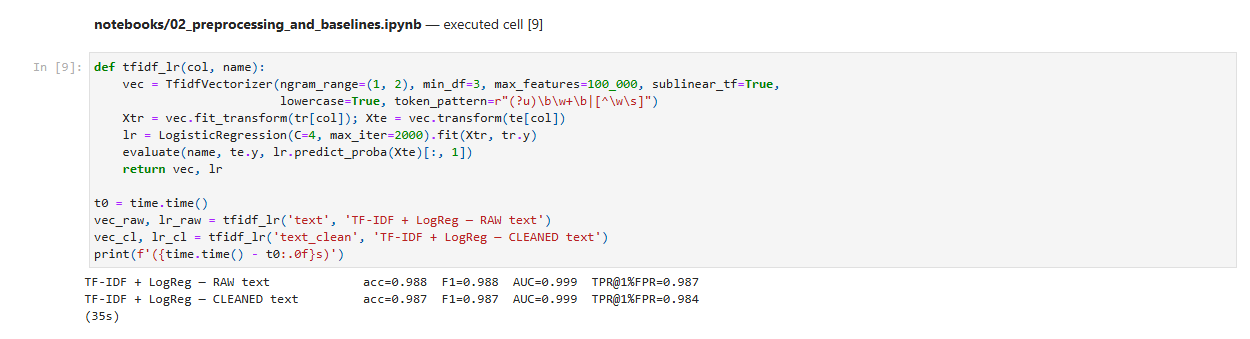 notebooks/02_preprocessing_and_baselines.ipynb — executed cell [9]
In [9]: def tfidf_lr(col, name):
    vec = TfidfVectorizer(ngram_range=(1, 2), min_df=3, max_features=100_000, sublinear_tf=True,
                          lowercase=True, token_pattern=r"(?u)\b\w+\b|[^\w\s]")
    Xtr = vec.fit_transform(tr[col]); Xte = vec.transform(te[col])
    lr = LogisticRegression(C=4, max_iter=2000).fit(Xtr, tr.y)
    evaluate(name, te.y, lr.predict_proba(Xte)[:, 1])
    return vec, lr
t0 = time.time()
vec_raw, lr_raw = tfidf_lr('text', 'TF-IDF + LogReg — RAW text')
vec_cl, lr_cl = tfidf_lr('text_clean', 'TF-IDF + LogReg — CLEANED text')
print(f'({time.time() - t0:.0f}s)')
TF-IDF + LogReg — RAW text             acc=0.988  F1=0.988  AUC=0.999  TPR@1%FPR=0.987
TF-IDF + LogReg — CLEANED text         acc=0.987  F1=0.987  AUC=0.999  TPR@1%FPR=0.984
(35s)